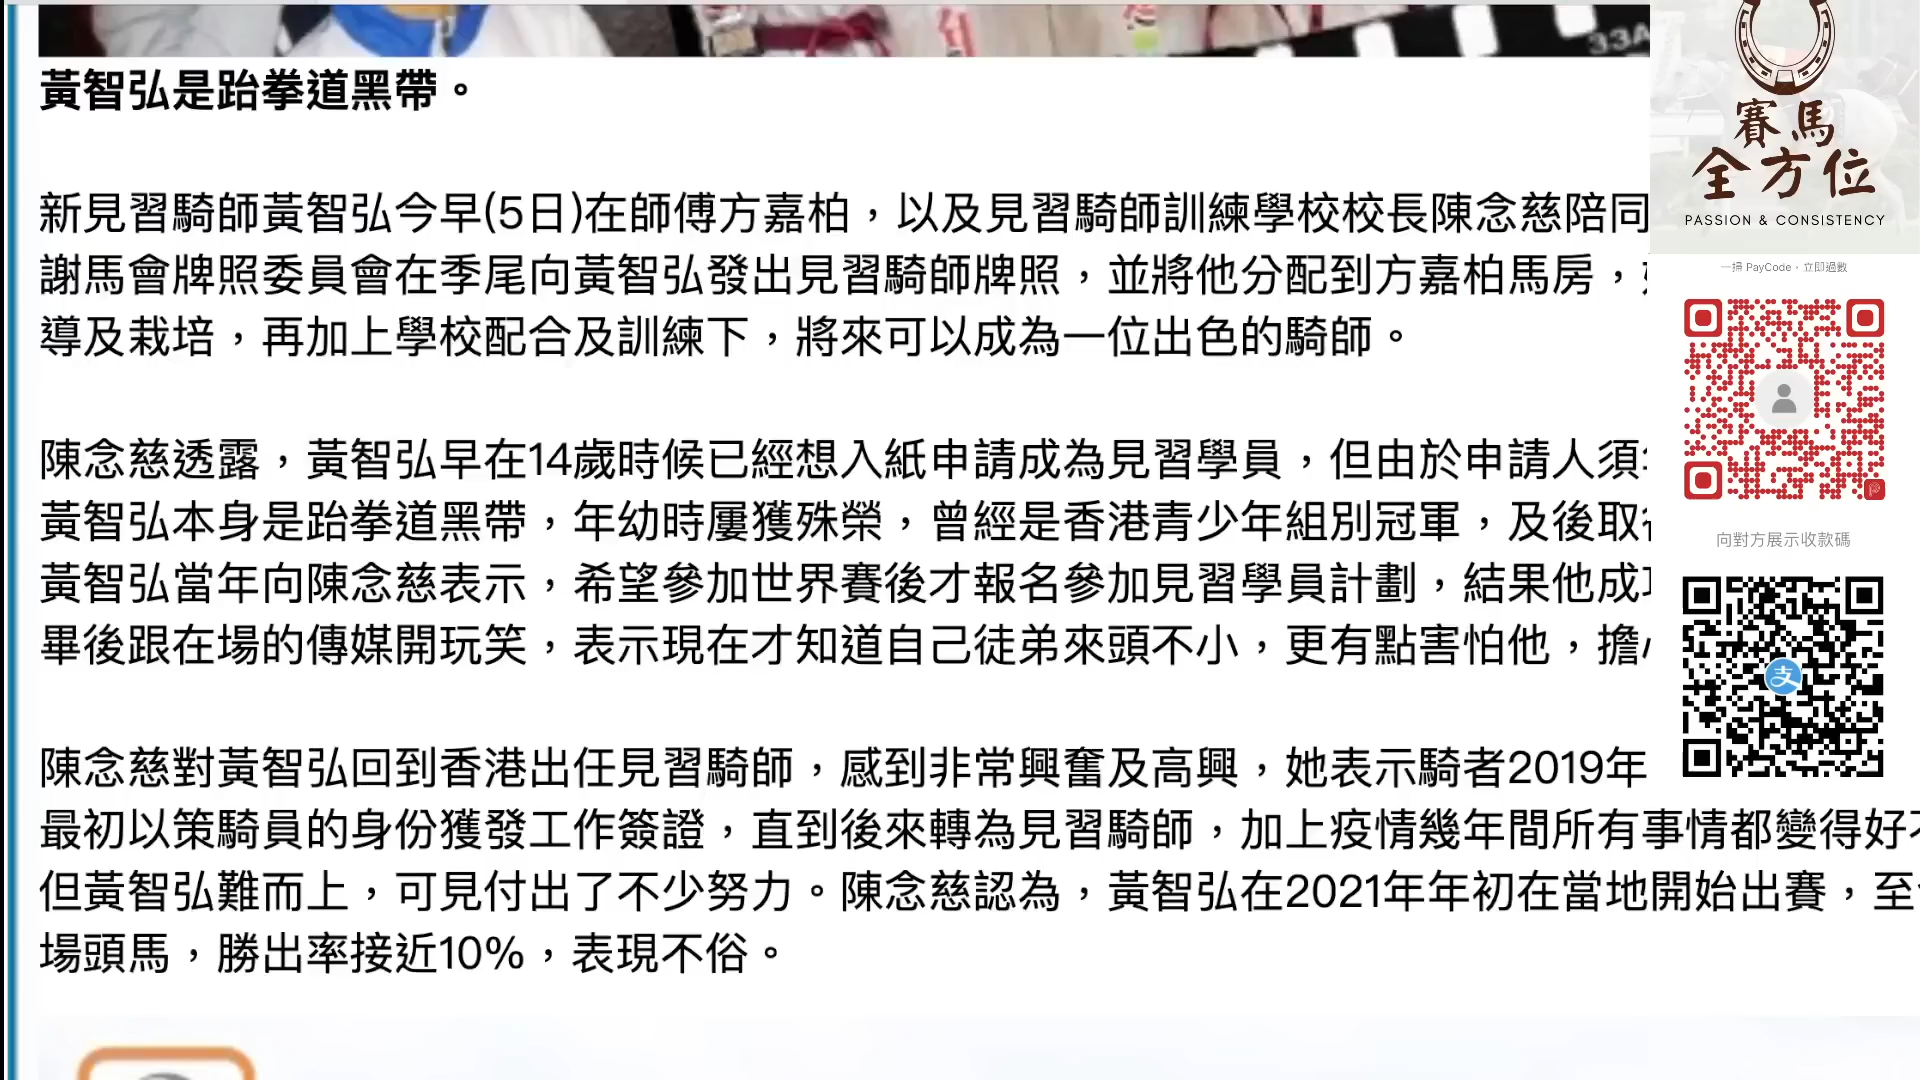 33A
黃智弘是跆拳道黑帶。
新見習騎師黃智弘今早(5日)在師傅方嘉柏，以及見習騎師訓練學校校長陳念慈陪同
謝馬會牌照委員會在季尾向黃智弘發出見習騎師牌照，並將他分配到方嘉柏馬房，
導及栽培，再加上學校配合及訓練下，將來可以成為一位出色的騎師。
陳念慈透露，黃智弘早在14歲時候已經想入紙申請成為見習學員，但由於申請人須
黃智弘本身是跆拳道黑帶，年幼時屢獲殊榮，曾經是香港青少年組別冠軍，及後取
黃智弘當年向陳念慈表示，希望參加世界賽後才報名參加見習學員計劃，結果他成
畢後跟在場的傳媒開玩笑，表示現在才知道自己徒弟來頭不小，更有點害怕他，擔
陳念慈對黃智弘回到香港出任見習騎師，感到非常興奮及高興，她表示騎者2019年
最初以策騎員的身份獲發工作簽證，直到後來轉為見習騎師，加上疫情幾年間所有事情都變得好
但黃智弘難而上，可見付出了不少努力。陳念慈認為，黃智弘在2021年年初在當地開始出賽，至
場頭馬，勝出率接近10%，表現不俗。
賽馬
全方位
PASSION & CONSISTENCY
一掃 PayCode，立即過數
向對方展示收款碼
支